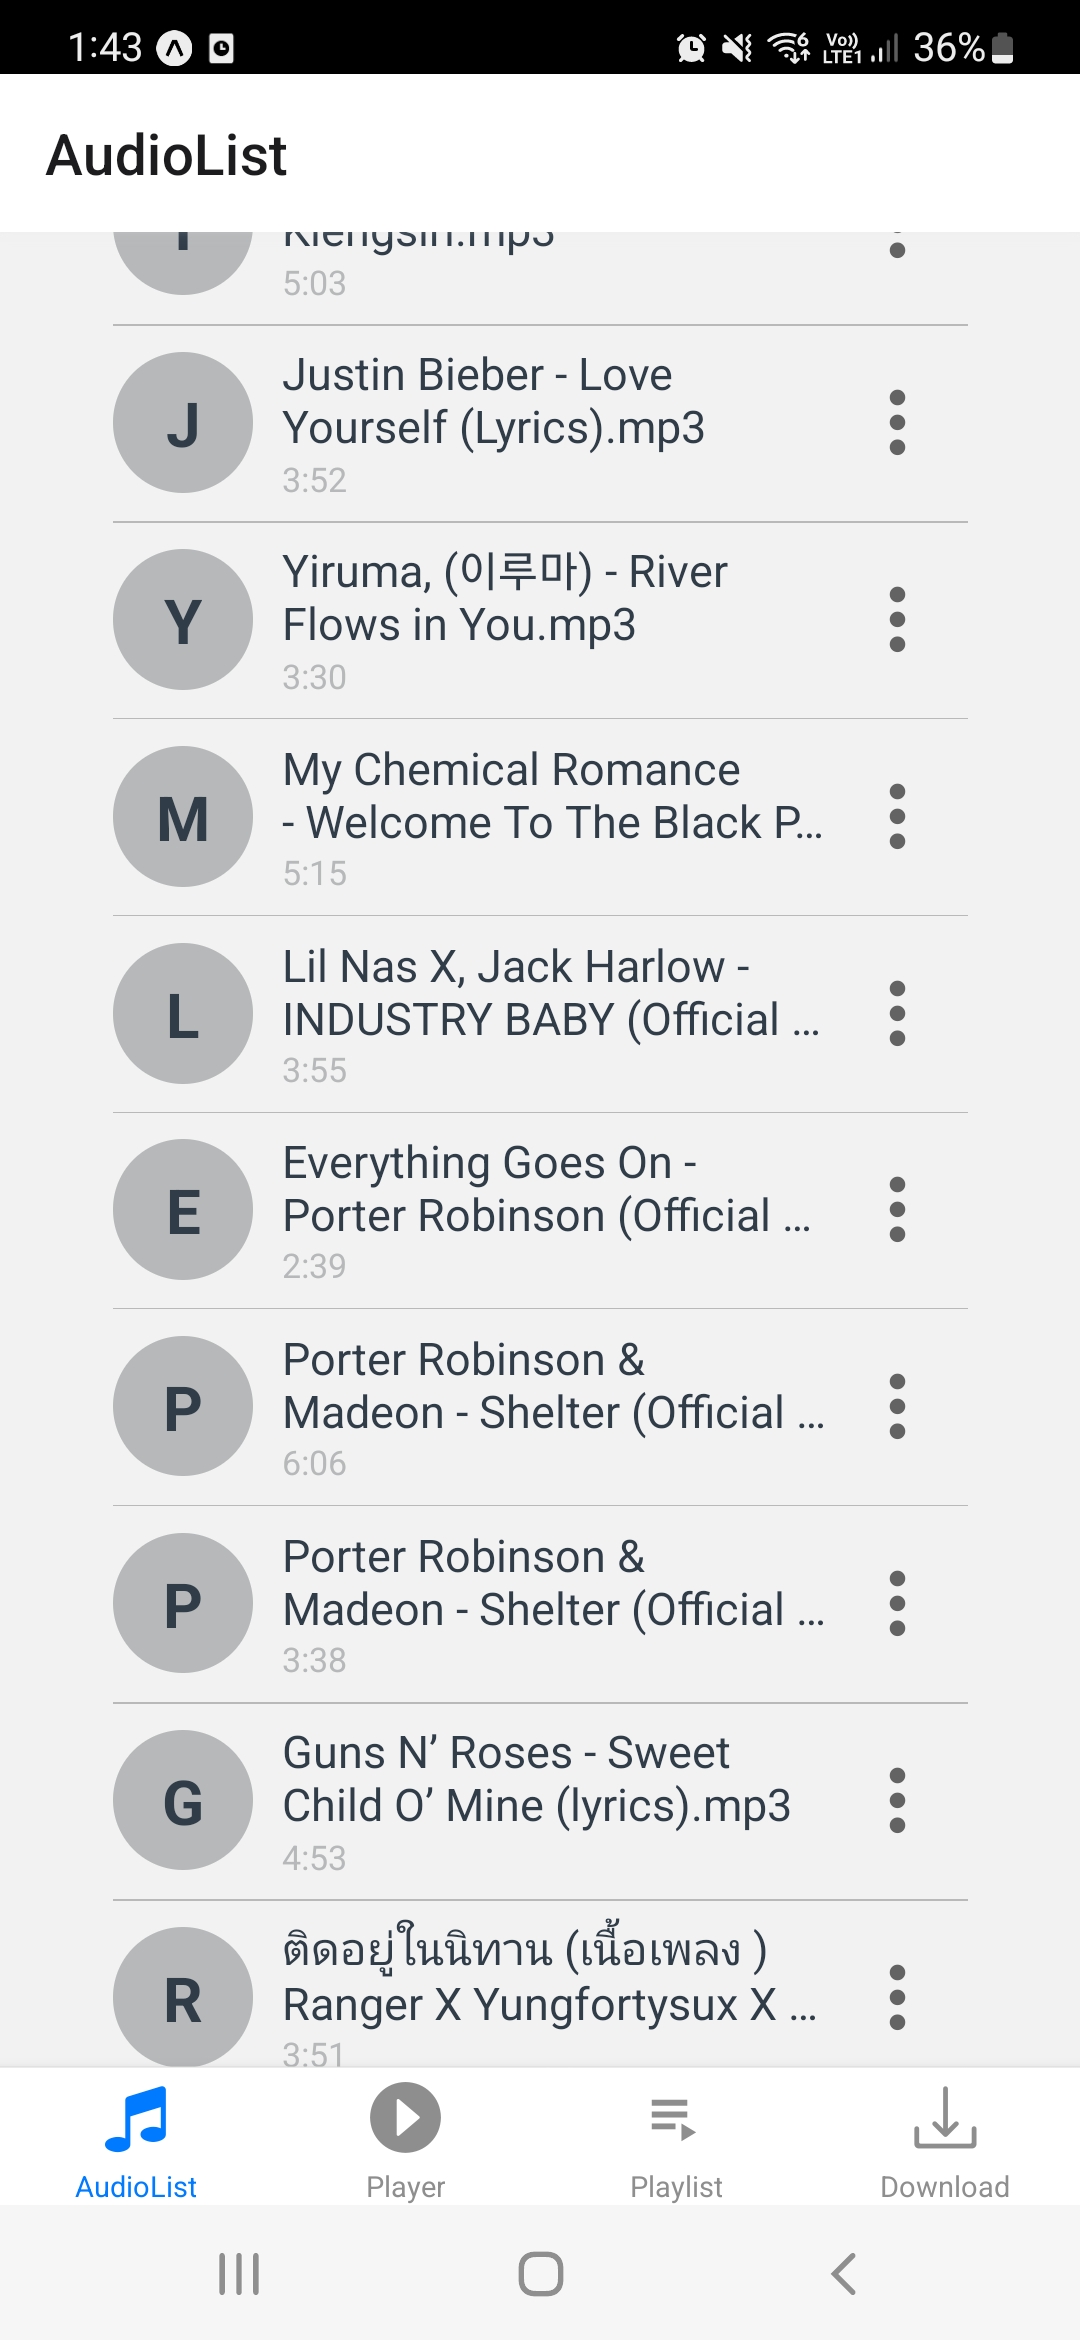 1:43
Vo)) LTE1 36%
AudioList
5:03
J
Justin Bieber - Love
Yourself (Lyrics).mp3
3:52
Y
Yiruma, (이루마) - River
Flows in You.mp3
3:30
M
My Chemical Romance
- Welcome To The Black P...
5:15
L
Lil Nas X, Jack Harlow -
INDUSTRY BABY (Official ...
3:55
E
Everything Goes On -
Porter Robinson (Official ...
2:39
P
Porter Robinson &
Madeon - Shelter (Official ...
6:06
P
Porter Robinson &
Madeon - Shelter (Official ...
3:38
G
Guns N’ Roses - Sweet
Child O’ Mine (lyrics).mp3
4:53
R
ติดอยู่ในนิทาน (เนื้อเพลง )
Ranger X Yungfortysux X ...
3:51
AudioList
Player
Playlist
Download